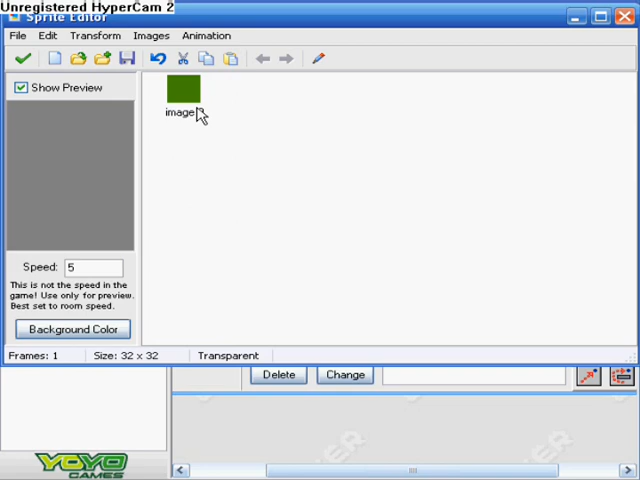 Unregistered HyperCam 2
Sprite Editor
File Edit Transform Images Animation
Show Preview
image
Speed: 5
This is not the speed in the
game! Use only for preview.
Best set to room speed.
Background Color
Frames: 1 Size: 32 x 32 Transparent
Delete Change
YOYO
GAMES